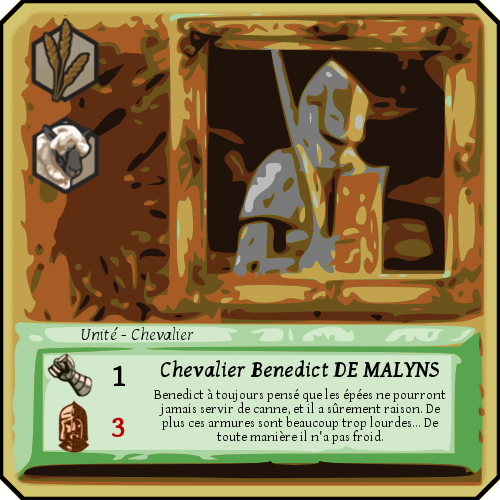 Unité - Chevalier
1
Chevalier Benedict DE MALYNS
3
Benedict à toujours pensé que les épées ne pourront
jamais servir de canne, et il a sûrement raison. De
plus ces armures sont beaucoup trop lourdes... De
toute manière il n'a pas froid.